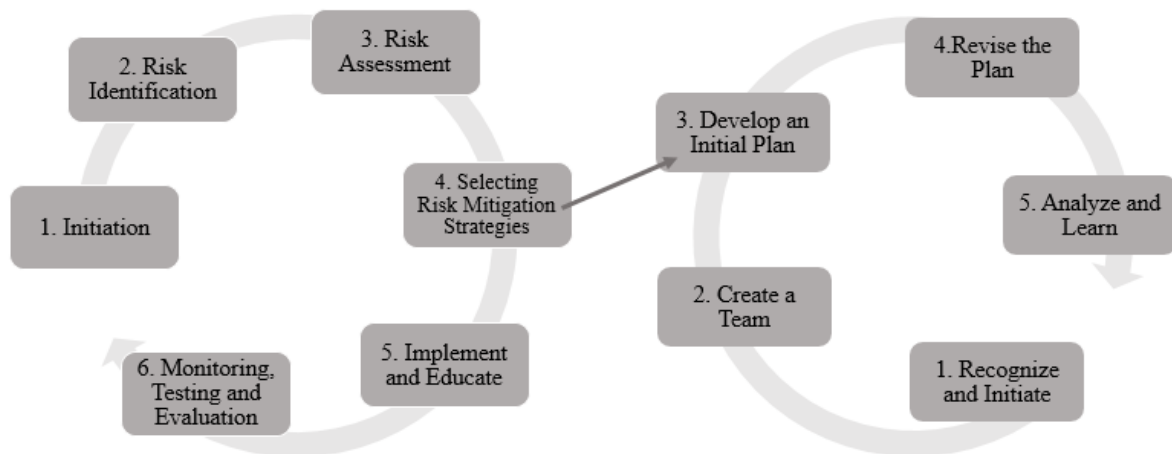 1. Initiation
2. Risk
Identification
3. Risk
Assessment
4. Selecting
Risk Mitigation
Strategies
5. Implement
and Educate
6. Monitoring,
Testing and
Evaluation
1. Recognize
and Initiate
2. Create a
Team
3. Develop an
Initial Plan
4.Revise the
Plan
5. Analyze and
Learn